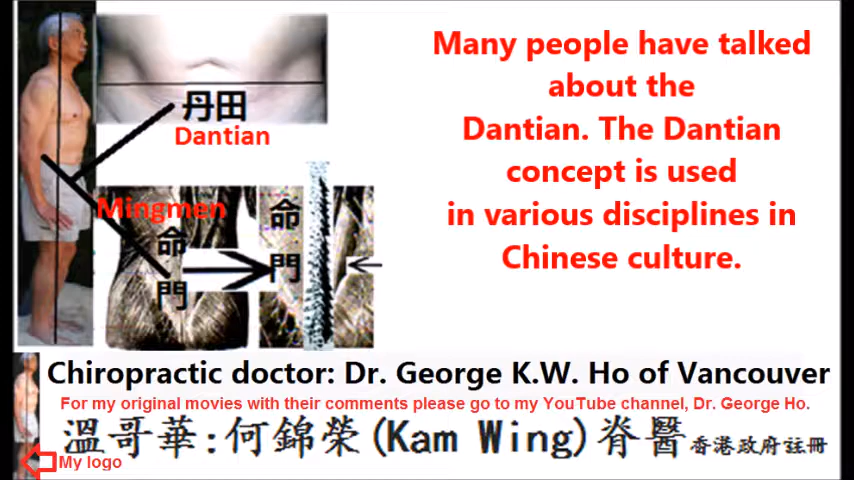 丹田
Dantian
Mingmen
命
門
命
門
Many people have talked
about the
Dantian. The Dantian
concept is used
in various disciplines in
Chinese culture.
Chiropractic doctor: Dr. George K.W. Ho of Vancouver
For my original movies with their comments please go to my YouTube channel, Dr. George Ho.
溫哥華:何錦榮(Kam Wing)脊醫香港政府註冊
My logo